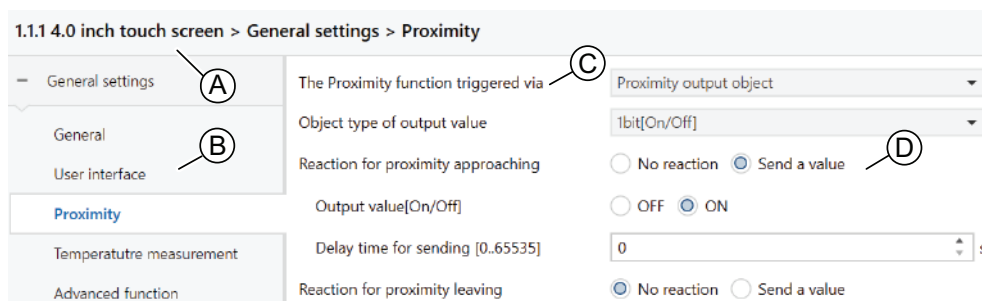 1.1.1 4.0 inch touch screen > General settings > Proximity
− General settings
A
The Proximity function triggered via
C
Proximity output object
General
Object type of output value
1bit[On/Off]
B
User interface
Reaction for proximity approaching
No reaction Send a value
D
Proximity
Output value[On/Off]
OFF ON
Temperatutre measurement
Delay time for sending [0..65535]
0
s
Advanced function
Reaction for proximity leaving
No reaction Send a value